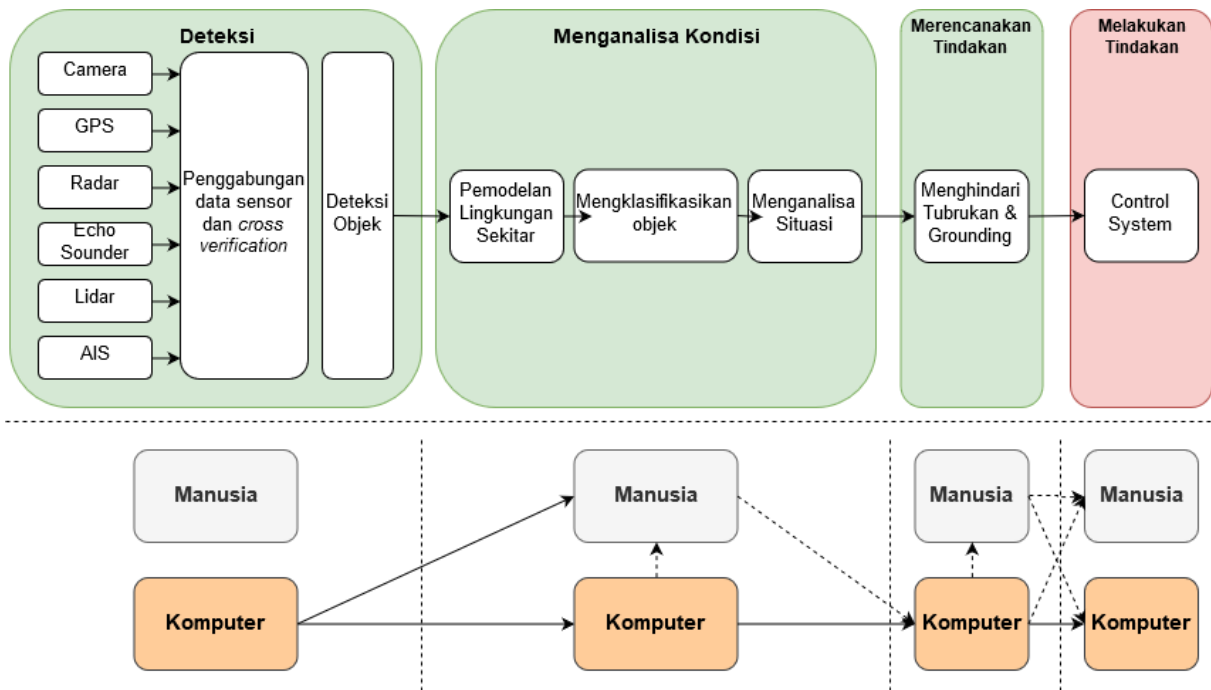 Deteksi
Camera
GPS
Radar
Echo
Sounder
Lidar
AIS
Penggabungan
data sensor
dan cross
verification
Deteksi
Objek
Menganalisa Kondisi
Pemodelan
Lingkungan
Sekitar
Mengklasifikasikan
objek
Menganalisa
Situasi
Merencanakan
Tindakan
Menghindari
Tubrukan &
Grounding
Melakukan
Tindakan
Control
System
Manusia
Manusia
Manusia
Manusia
Komputer
Komputer
Komputer
Komputer